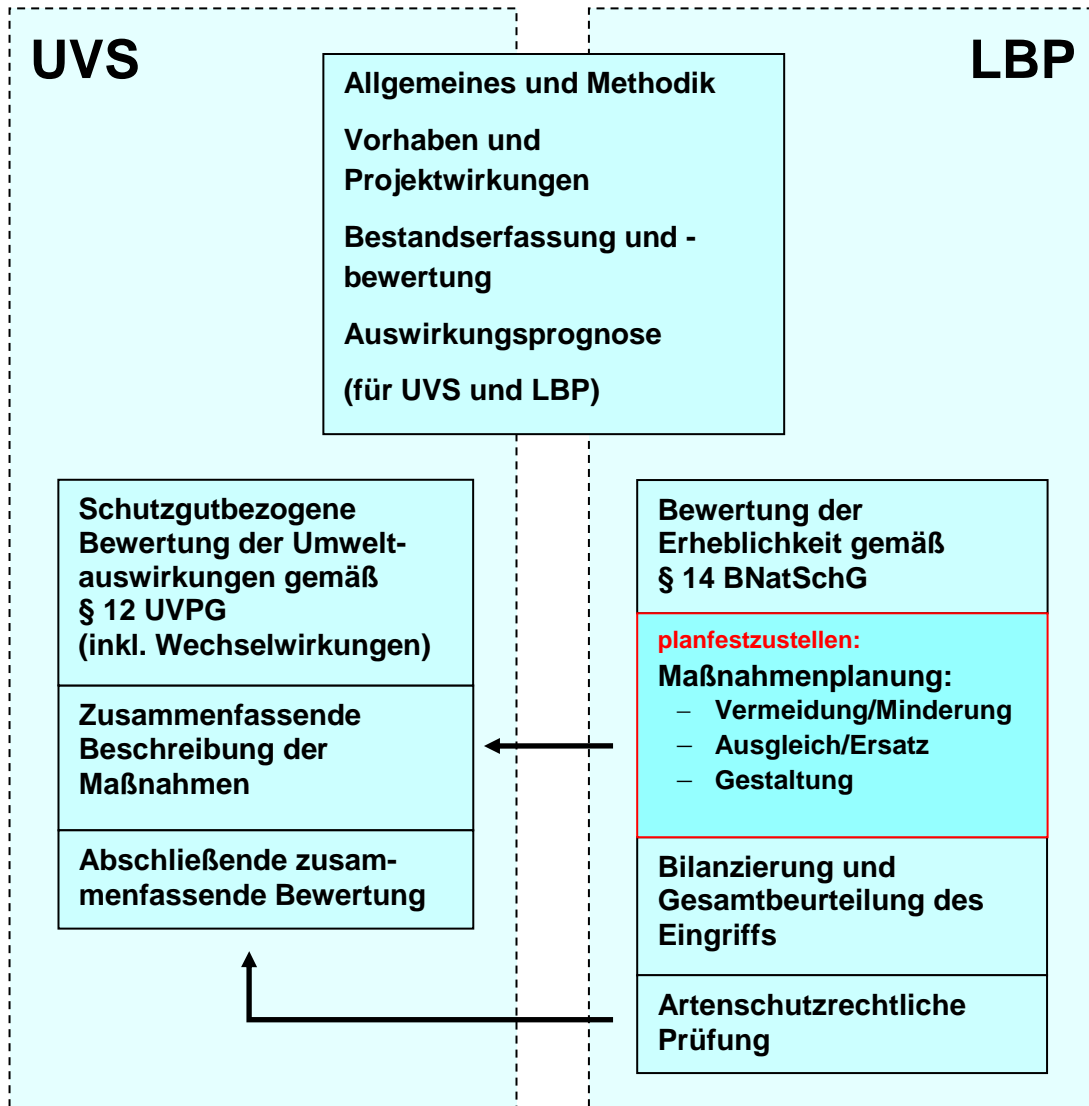 UVS
LBP
Allgemeines und Methodik
Vorhaben und
Projektwirkungen
Bestandserfassung und -
bewertung
Auswirkungsprognose
(für UVS und LBP)
Schutzgutbezogene
Bewertung der Umwelt-
auswirkungen gemäß
§ 12 UVPG
(inkl. Wechselwirkungen)
Zusammenfassende
Beschreibung der
Maßnahmen
Abschließende zusam-
menfassende Bewertung
Bewertung der
Erheblichkeit gemäß
§ 14 BNatSchG
planfestzustellen:
Maßnahmenplanung:
– Vermeidung/Minderung
– Ausgleich/Ersatz
– Gestaltung
Bilanzierung und
Gesamtbeurteilung des
Eingriffs
Artenschutzrechtliche
Prüfung